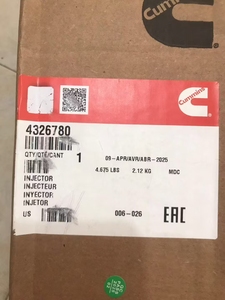 Cummins
Cummins
4326780
QTY/QTE/CANT 1
09-APR/AVR/ABR-2025
4.675 LBS 2.12 KG MDC
INJECTOR
INJECTEUR
INYECTOR
INJETOR
US 006-026 EAC